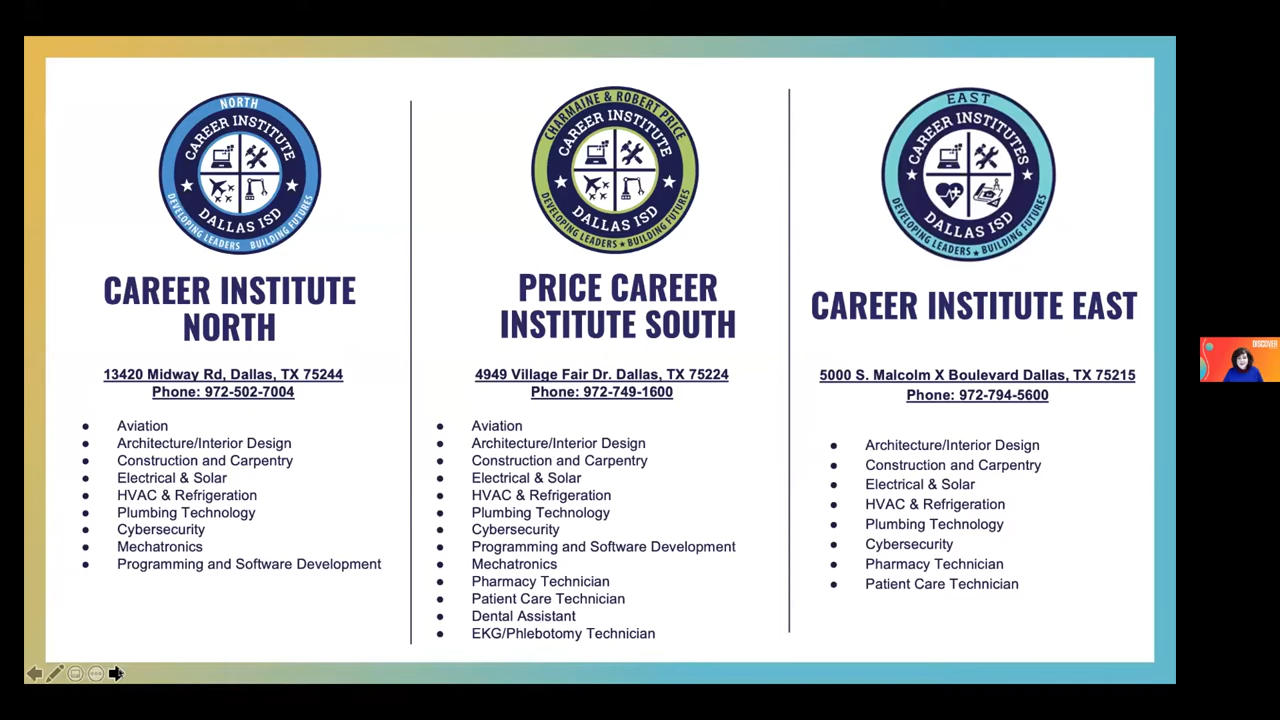 NORTH
CAREER INSTITUTE
DALLAS ISD
DEVELOPING LEADERS BUILDING FUTURES
CAREER INSTITUTE
NORTH
13420 Midway Rd, Dallas, TX 75244
Phone: 972-502-7004
● Aviation
● Architecture/Interior Design
● Construction and Carpentry
● Electrical & Solar
● HVAC & Refrigeration
● Plumbing Technology
● Cybersecurity
● Mechatronics
● Programming and Software Development
CHARMAINE & ROBERT PRICE
CAREER INSTITUTE
DALLAS ISD
DEVELOPING LEADERS ★ BUILDING FUTURES
PRICE CAREER
INSTITUTE SOUTH
4949 Village Fair Dr. Dallas, TX 75224
Phone: 972-749-1600
● Aviation
● Architecture/Interior Design
● Construction and Carpentry
● Electrical & Solar
● HVAC & Refrigeration
● Plumbing Technology
● Cybersecurity
● Programming and Software Development
● Mechatronics
● Pharmacy Technician
● Patient Care Technician
● Dental Assistant
● EKG/Phlebotomy Technician
EAST
CAREER INSTITUTES
DALLAS ISD
DEVELOPING LEADERS ★ BUILDING FUTURES
CAREER INSTITUTE EAST
5000 S. Malcolm X Boulevard Dallas, TX 75215
Phone: 972-794-5600
● Architecture/Interior Design
● Construction and Carpentry
● Electrical & Solar
● HVAC & Refrigeration
● Plumbing Technology
● Cybersecurity
● Pharmacy Technician
● Patient Care Technician
DISCOVER